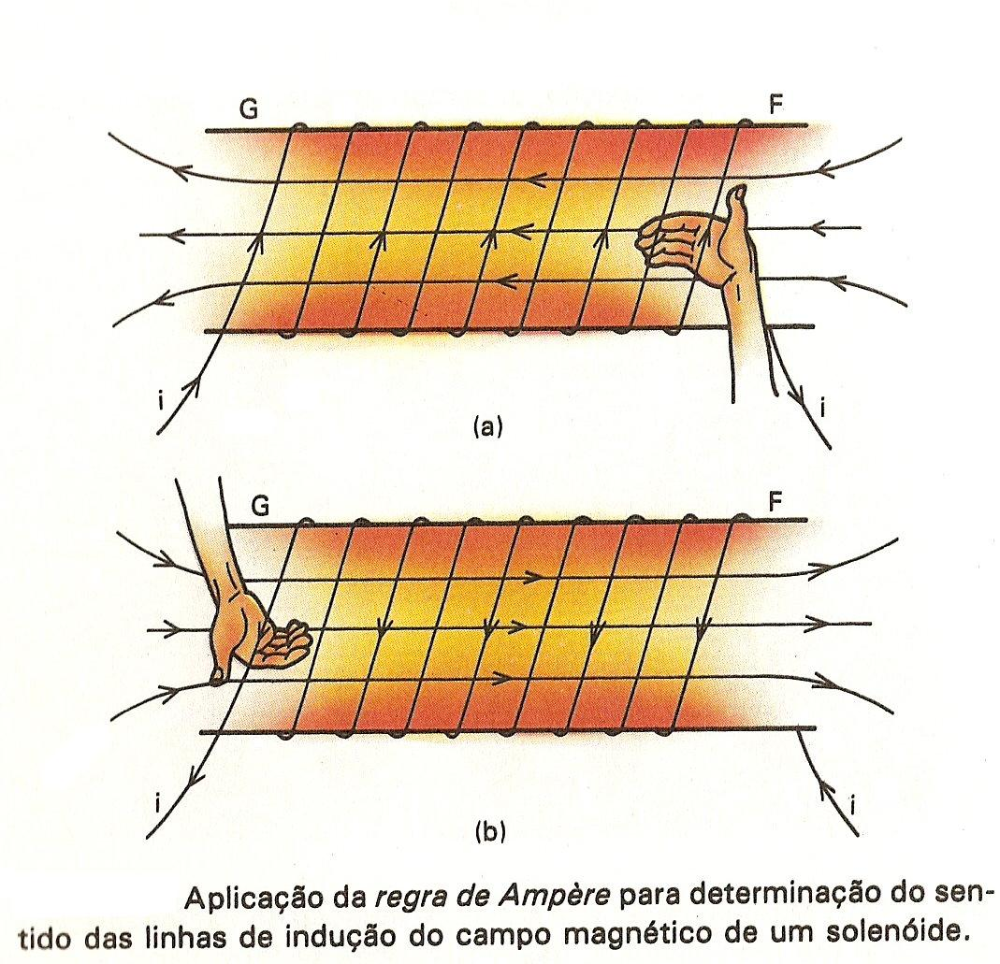 G F
i i
(a)
G F
i i
(b)
Aplicação da regra de Ampère para determinação do sen-
tido das linhas de indução do campo magnético de um solenóide.